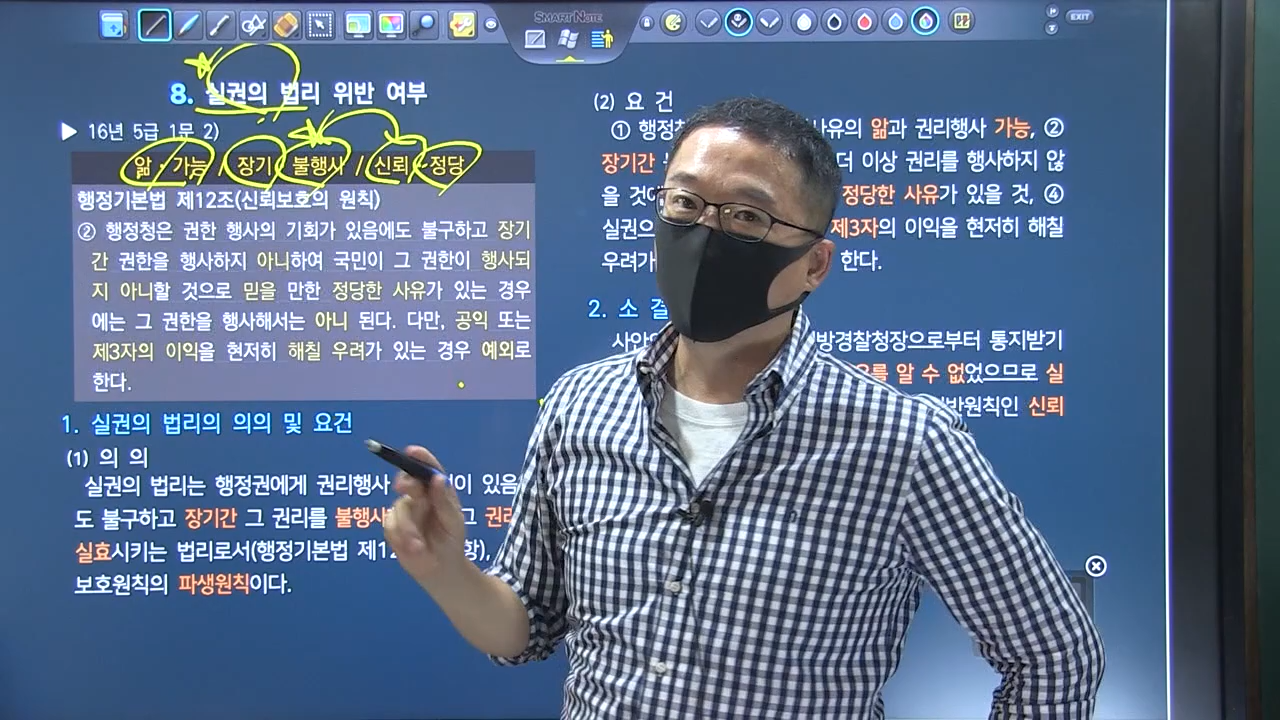 SMART NOTE
EXIT
8. 실권의 법리 위반 여부
▶ 16년 5급 1문 2)
앎·가능 / 장기 불행사 / 신뢰·정당
행정기본법 제12조(신뢰보호의 원칙)
② 행정청은 권한 행사의 기회가 있음에도 불구하고 장기
간 권한을 행사하지 아니하여 국민이 그 권한이 행사되
지 아니할 것으로 믿을 만한 정당한 사유가 있는 경우
에는 그 권한을 행사해서는 아니 된다. 다만, 공익 또는
제3자의 이익을 현저히 해칠 우려가 있는 경우 예외로
한다.
1. 실권의 법리의 의의 및 요건
(1) 의 의
실권의 법리는 행정권에게 권리행사 이 있음
도 불구하고 장기간 그 권리를 불행사 그 권리
실효시키는 법리로서(행정기본법 제12 항),
보호원칙의 파생원칙이다.
(2) 요 건
① 행정청 사유의 앎과 권리행사 가능, ②
장기간 더 이상 권리를 행사하지 않
을 것 정당한 사유가 있을 것, ④
실권 제3자의 이익을 현저히 해칠
우려가 한다.
2. 소 결
사안 방경찰청장으로부터 통지받기
를 알 수 없었으므로 실
반원칙인 신뢰